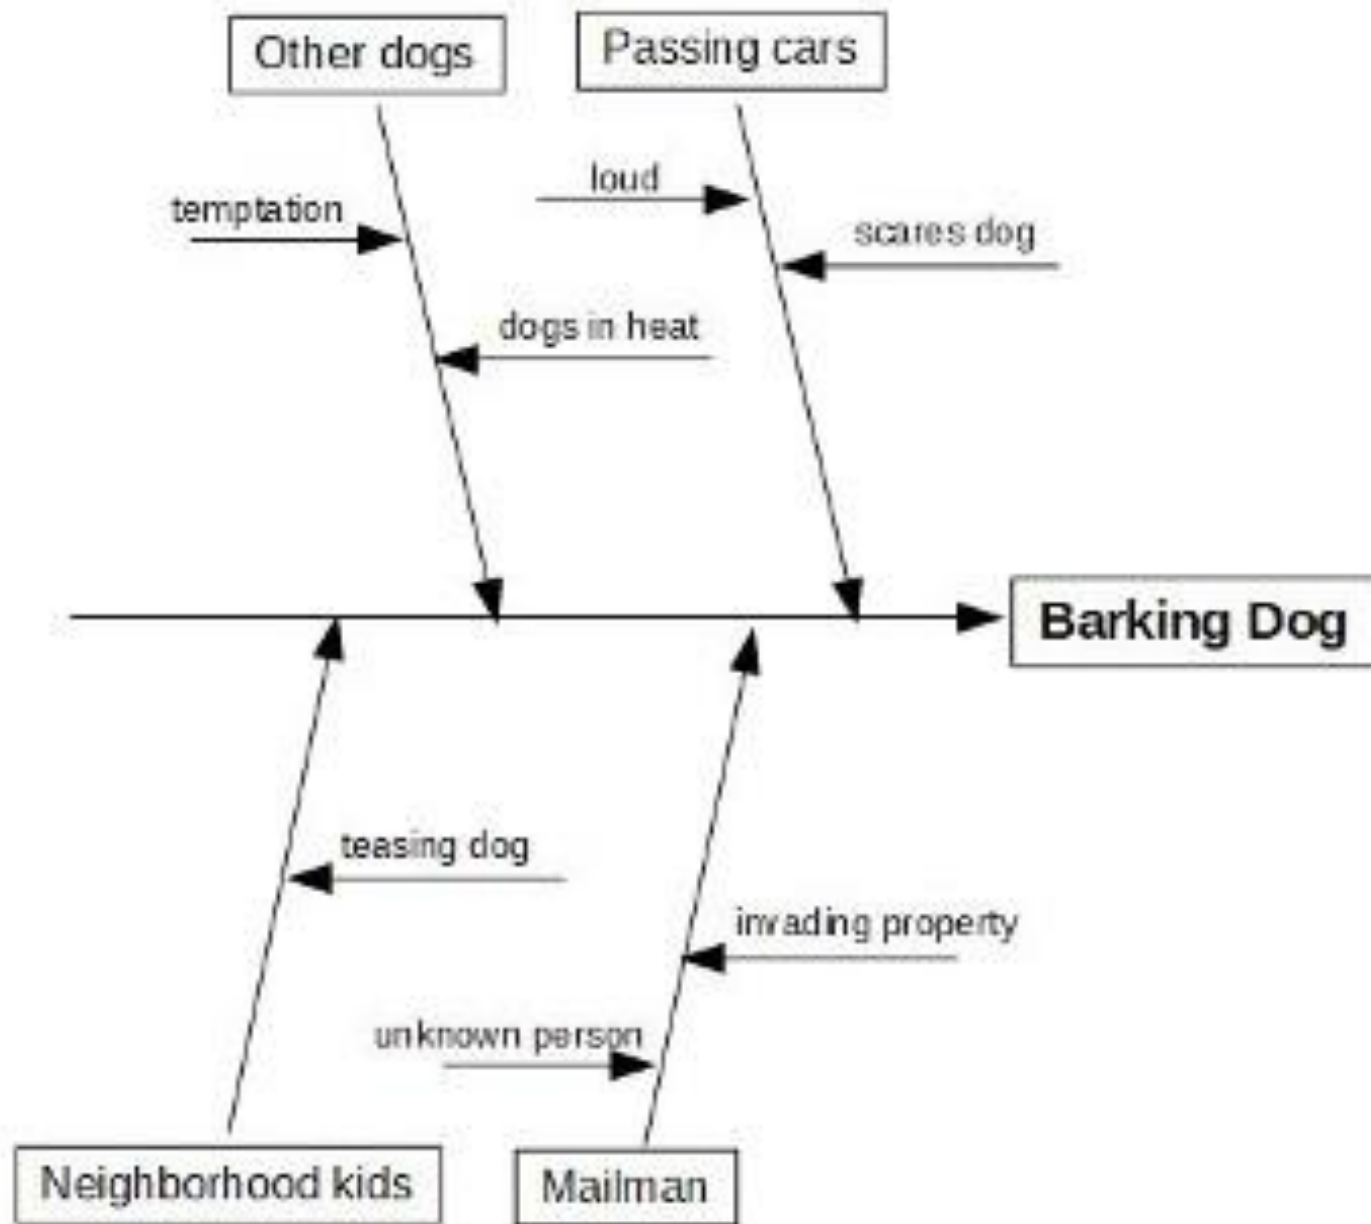 Other dogs
Passing cars
loud
temptation
scares dog
dogs in heat
Barking Dog
teasing dog
invading property
unknown person
Neighborhood kids
Mailman